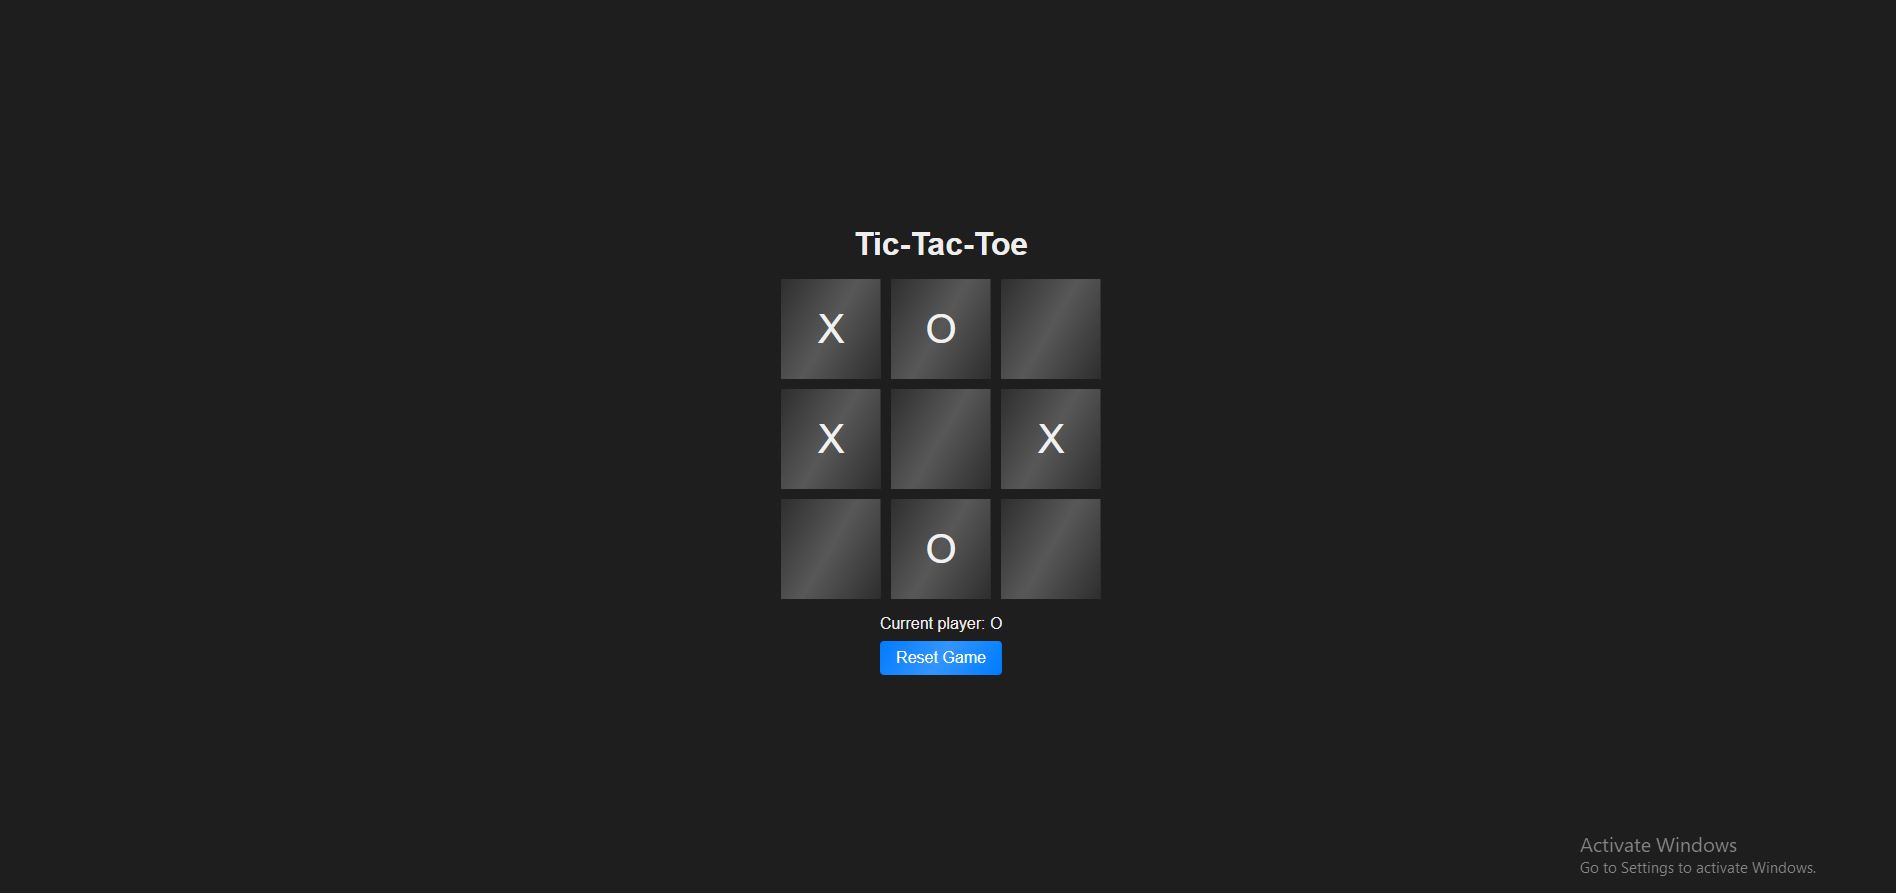 Tic-Tac-Toe
X O
X X
O
Current player: O
Reset Game
Activate Windows
Go to Settings to activate Windows.